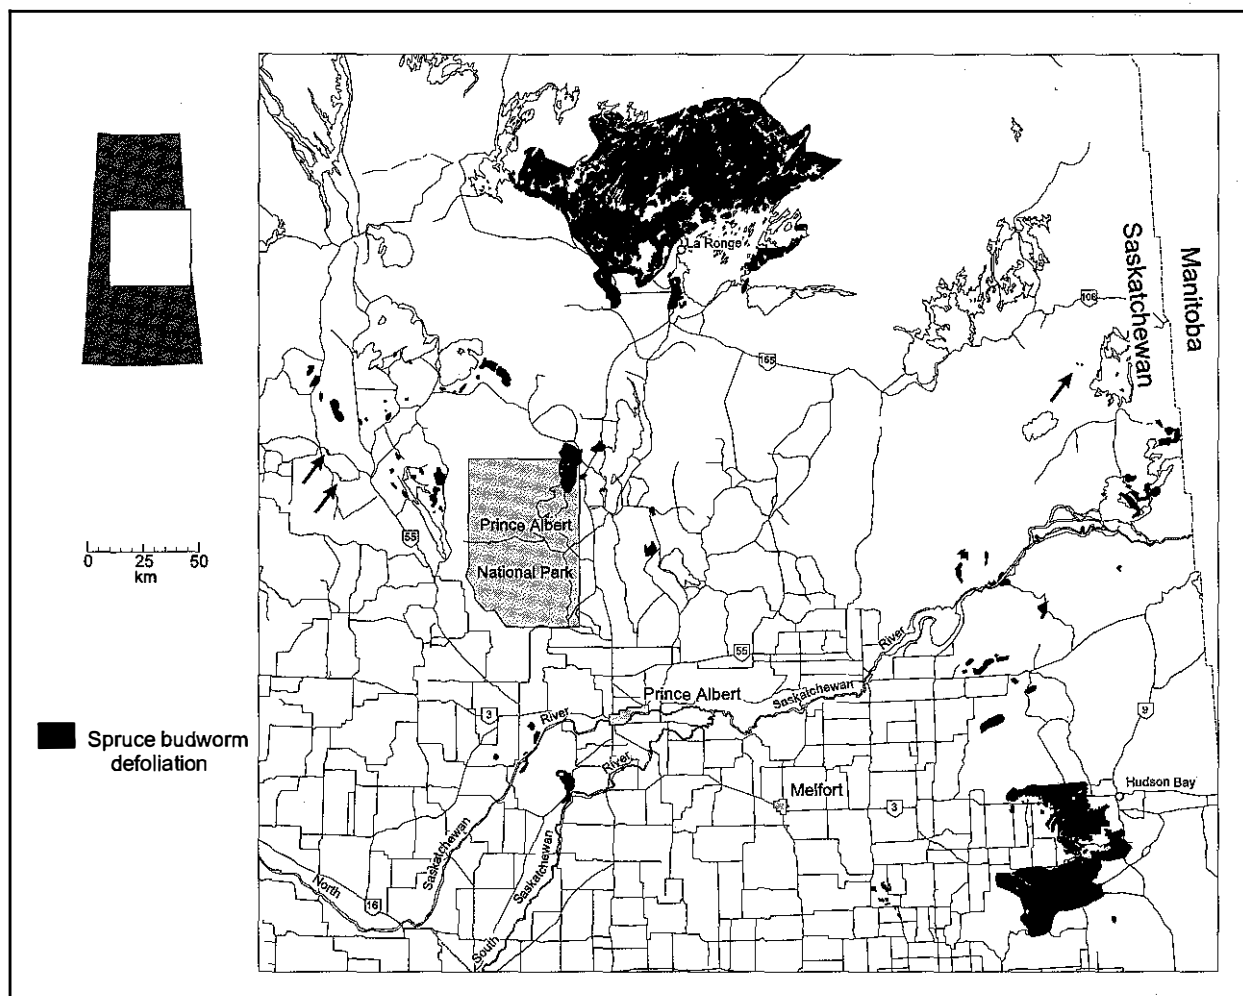 La Ronge
Saskatchewan
Manitoba
106
165
55
Prince Albert
National Park
0 25 50
km
River
55
Prince Albert
Saskatchewan
3
River
9
Spruce budworm
defoliation
River
Melfort
3
Hudson Bay
Saskatchewan
Saskatchewan
North
16
South